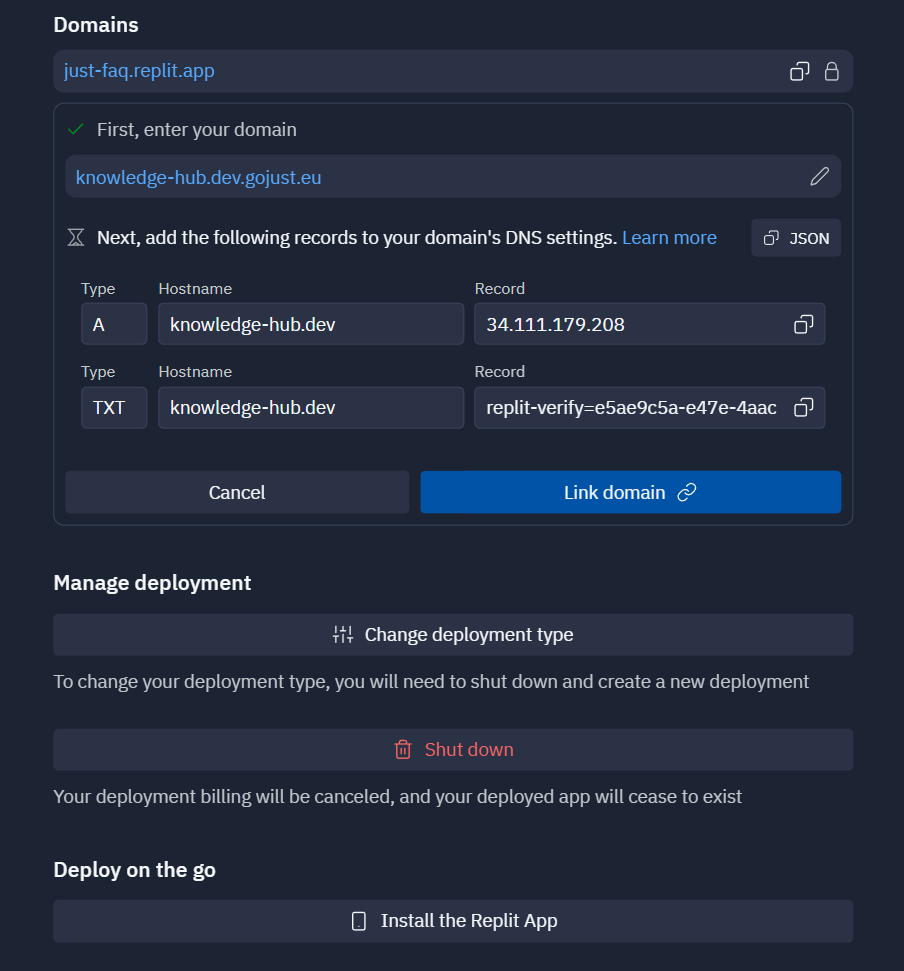 Domains
just-faq.replit.app
First, enter your domain
knowledge-hub.dev.gojust.eu
Next, add the following records to your domain's DNS settings. Learn more
JSON
Type Hostname Record
A knowledge-hub.dev 34.111.179.208
Type Hostname Record
TXT knowledge-hub.dev replit-verify=e5ae9c5a-e47e-4aac
Cancel Link domain
Manage deployment
Change deployment type
To change your deployment type, you will need to shut down and create a new deployment
Shut down
Your deployment billing will be canceled, and your deployed app will cease to exist
Deploy on the go
Install the Replit App